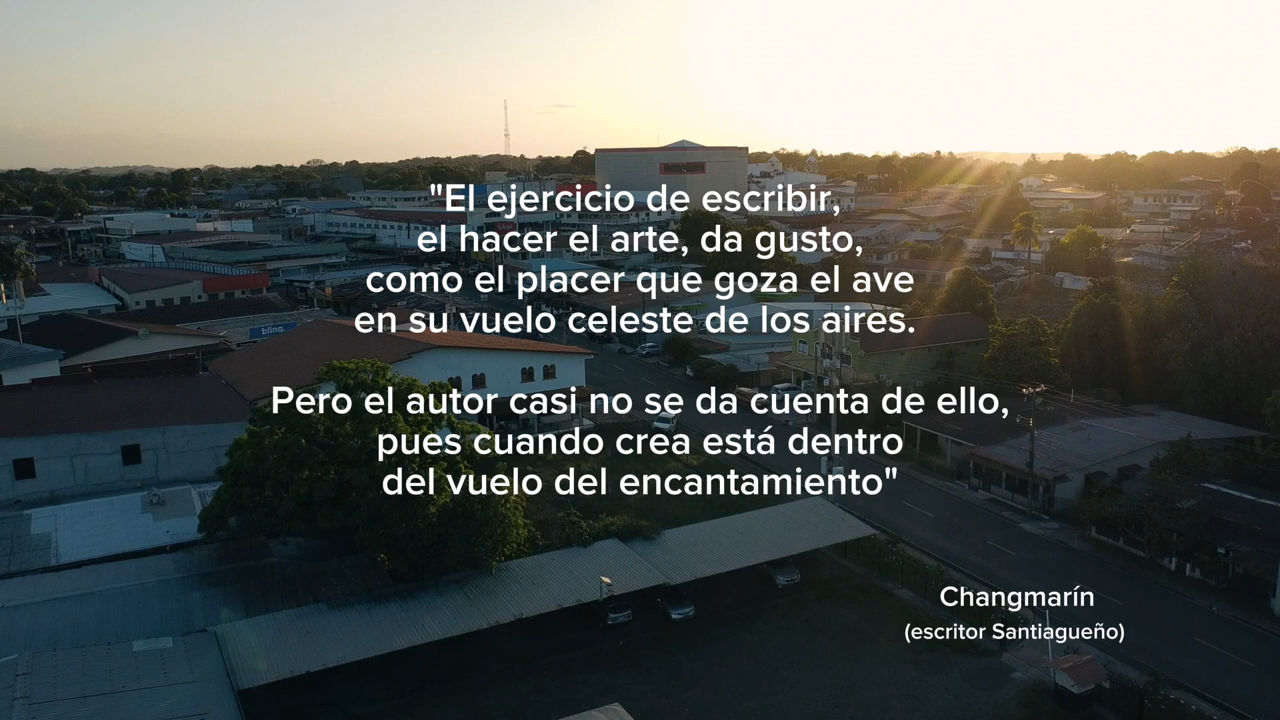 "El ejercicio de escribir,
el hacer el arte, da gusto,
como el placer que goza el ave
en su vuelo celeste de los aires.
blinq.
Pero el autor casi no se da cuenta de ello,
pues cuando crea está dentro
del vuelo del encantamiento"
Changmarín
(escritor Santiagueño)